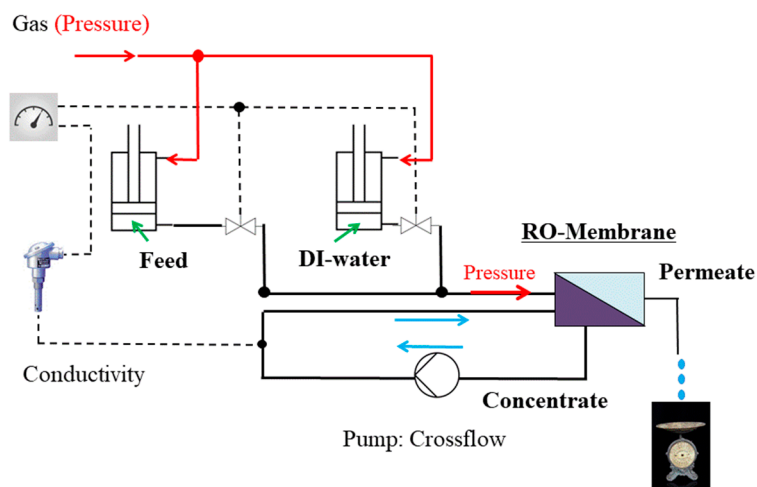 Gas (Pressure)
Feed
DI-water
RO-Membrane
Pressure
Permeate
Conductivity
Concentrate
Pump: Crossflow